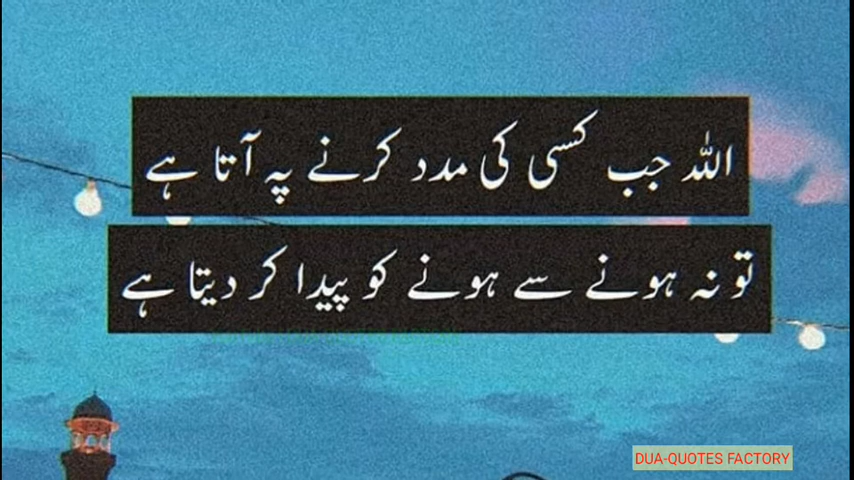 اللہ جب کسی کی مدد کرنے پہ آتا ہے
تو نہ ہونے سے ہونے کو پیدا کر دیتا ہے
DUA-QUOTES FACTORY